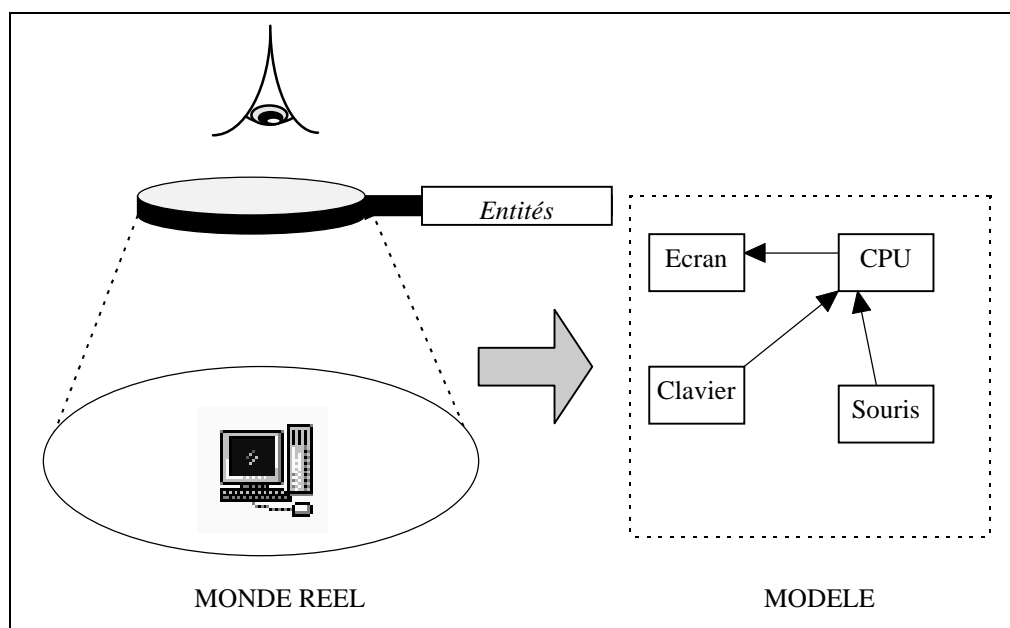 Entités
Ecran
CPU
Clavier
Souris
MONDE REEL
MODELE